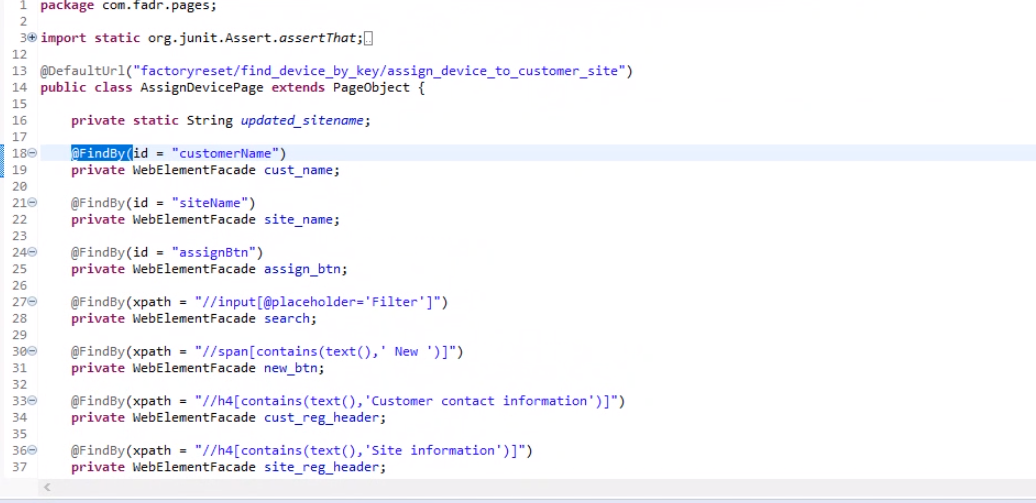 1 package com.fadr.pages;
2
3 import static org.junit.Assert.assertThat;
12
13 @DefaultUrl("factoryreset/find_device_by_key/assign_device_to_customer_site")
14 public class AssignDevicePage extends PageObject {
15
16 private static String updated_sitename;
17
18 @FindBy(id = "customerName")
19 private WebElementFacade cust_name;
20
21 @FindBy(id = "siteName")
22 private WebElementFacade site_name;
23
24 @FindBy(id = "assignBtn")
25 private WebElementFacade assign_btn;
26
27 @FindBy(xpath = "//input[@placeholder='Filter']")
28 private WebElementFacade search;
29
30 @FindBy(xpath = "//span[contains(text(),' New ')]")
31 private WebElementFacade new_btn;
32
33 @FindBy(xpath = "//h4[contains(text(),'Customer contact information')]")
34 private WebElementFacade cust_reg_header;
35
36 @FindBy(xpath = "//h4[contains(text(),'Site information')]")
37 private WebElementFacade site_reg_header;